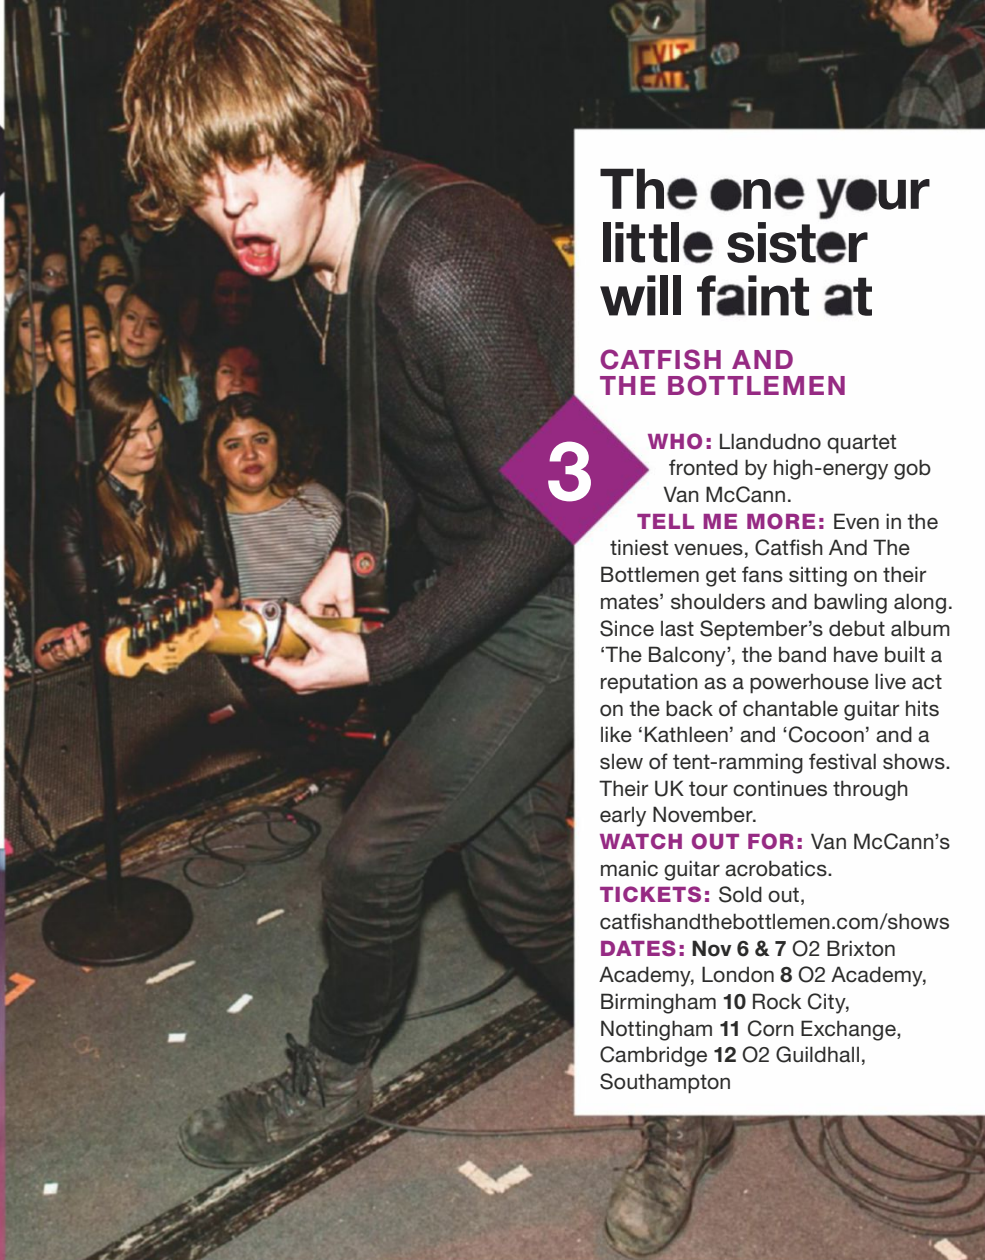 EXIT
The one your
little sister
will faint at
CATFISH AND
THE BOTTLEMEN
3
WHO: Llandudno quartet
fronted by high-energy gob
Van McCann.
TELL ME MORE: Even in the
tiniest venues, Catfish And The
Bottlemen get fans sitting on their
mates’ shoulders and bawling along.
Since last September’s debut album
‘The Balcony’, the band have built a
reputation as a powerhouse live act
on the back of chantable guitar hits
like ‘Kathleen’ and ‘Cocoon’ and a
slew of tent-ramming festival shows.
Their UK tour continues through
early November.
WATCH OUT FOR: Van McCann’s
manic guitar acrobatics.
TICKETS: Sold out,
catfishandthebottlemen.com/shows
DATES: Nov 6 & 7 O2 Brixton
Academy, London 8 O2 Academy,
Birmingham 10 Rock City,
Nottingham 11 Corn Exchange,
Cambridge 12 O2 Guildhall,
Southampton